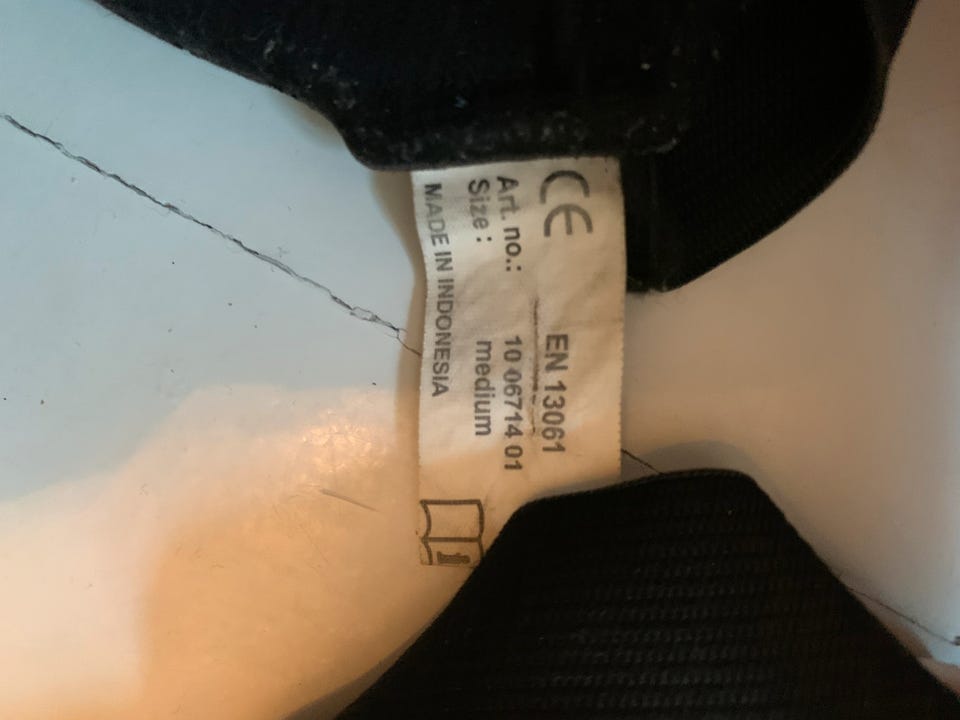 CE
EN 13061
Art. no.: 10 06714 01
Size : medium
MADE IN INDONESIA